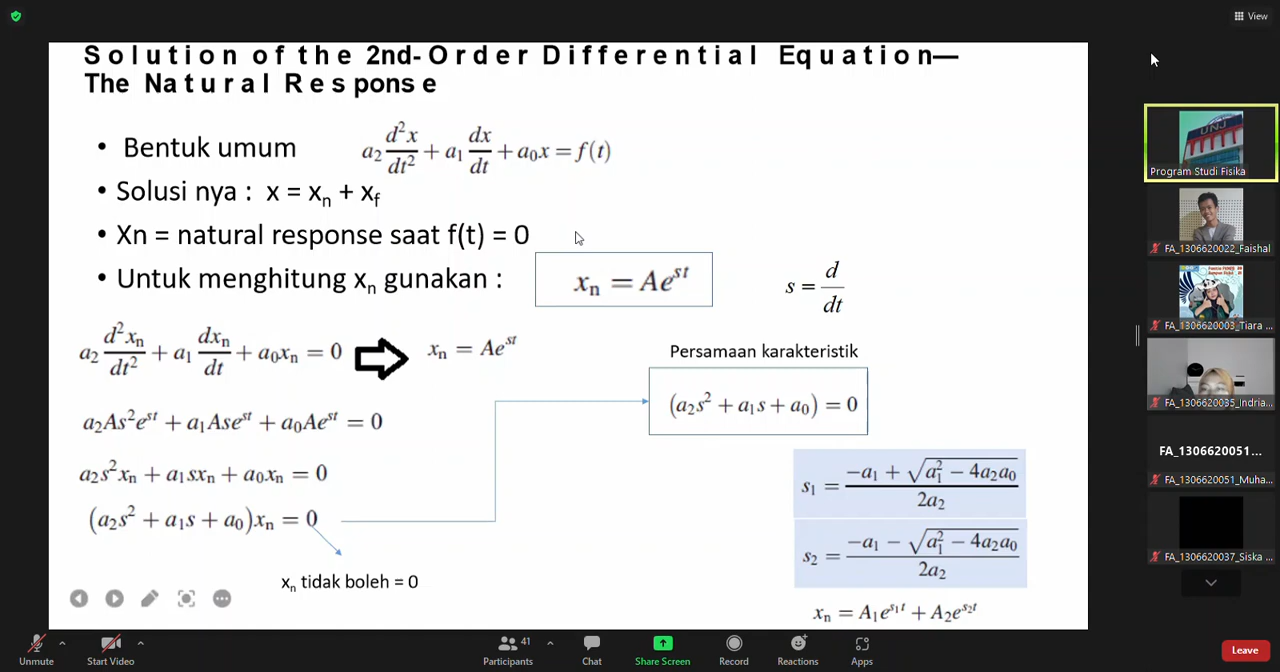 View
Solution of the 2nd-Order Differential Equation—
The Natural Response
• Bentuk umum a₂ d²x/dt² + a₁ dx/dt + a₀x = f(t)
• Solusi nya : x = xₙ + x_f
• Xn = natural response saat f(t) = 0
• Untuk menghitung xₙ gunakan : xₙ = Ae^{st} s = d/dt
a₂ d²xₙ/dt² + a₁ dxₙ/dt + a₀xₙ = 0 xₙ = Ae^{st}
Persamaan karakteristik
(a₂s² + a₁s + a₀) = 0
a₂As²e^{st} + a₁Ase^{st} + a₀Ae^{st} = 0
a₂s²xₙ + a₁sxₙ + a₀xₙ = 0
(a₂s² + a₁s + a₀)xₙ = 0
xₙ tidak boleh = 0
s₁ = (−a₁ + √(a₁² − 4a₂a₀))/(2a₂)
s₂ = (−a₁ − √(a₁² − 4a₂a₀))/(2a₂)
xₙ = A₁e^{s₁t} + A₂e^{s₂t}
UNJ
Program Studi Fisika
FA_1306620022_Faishal
FA_1306620003_Tiara ...
FA_1306620035_Indria...
FA_1306620051...
FA_1306620051_Muha...
FA_1306620037_Siska ...
Unmute
Start Video
Participants
41
Chat
Share Screen
Record
Reactions
Apps
Leave